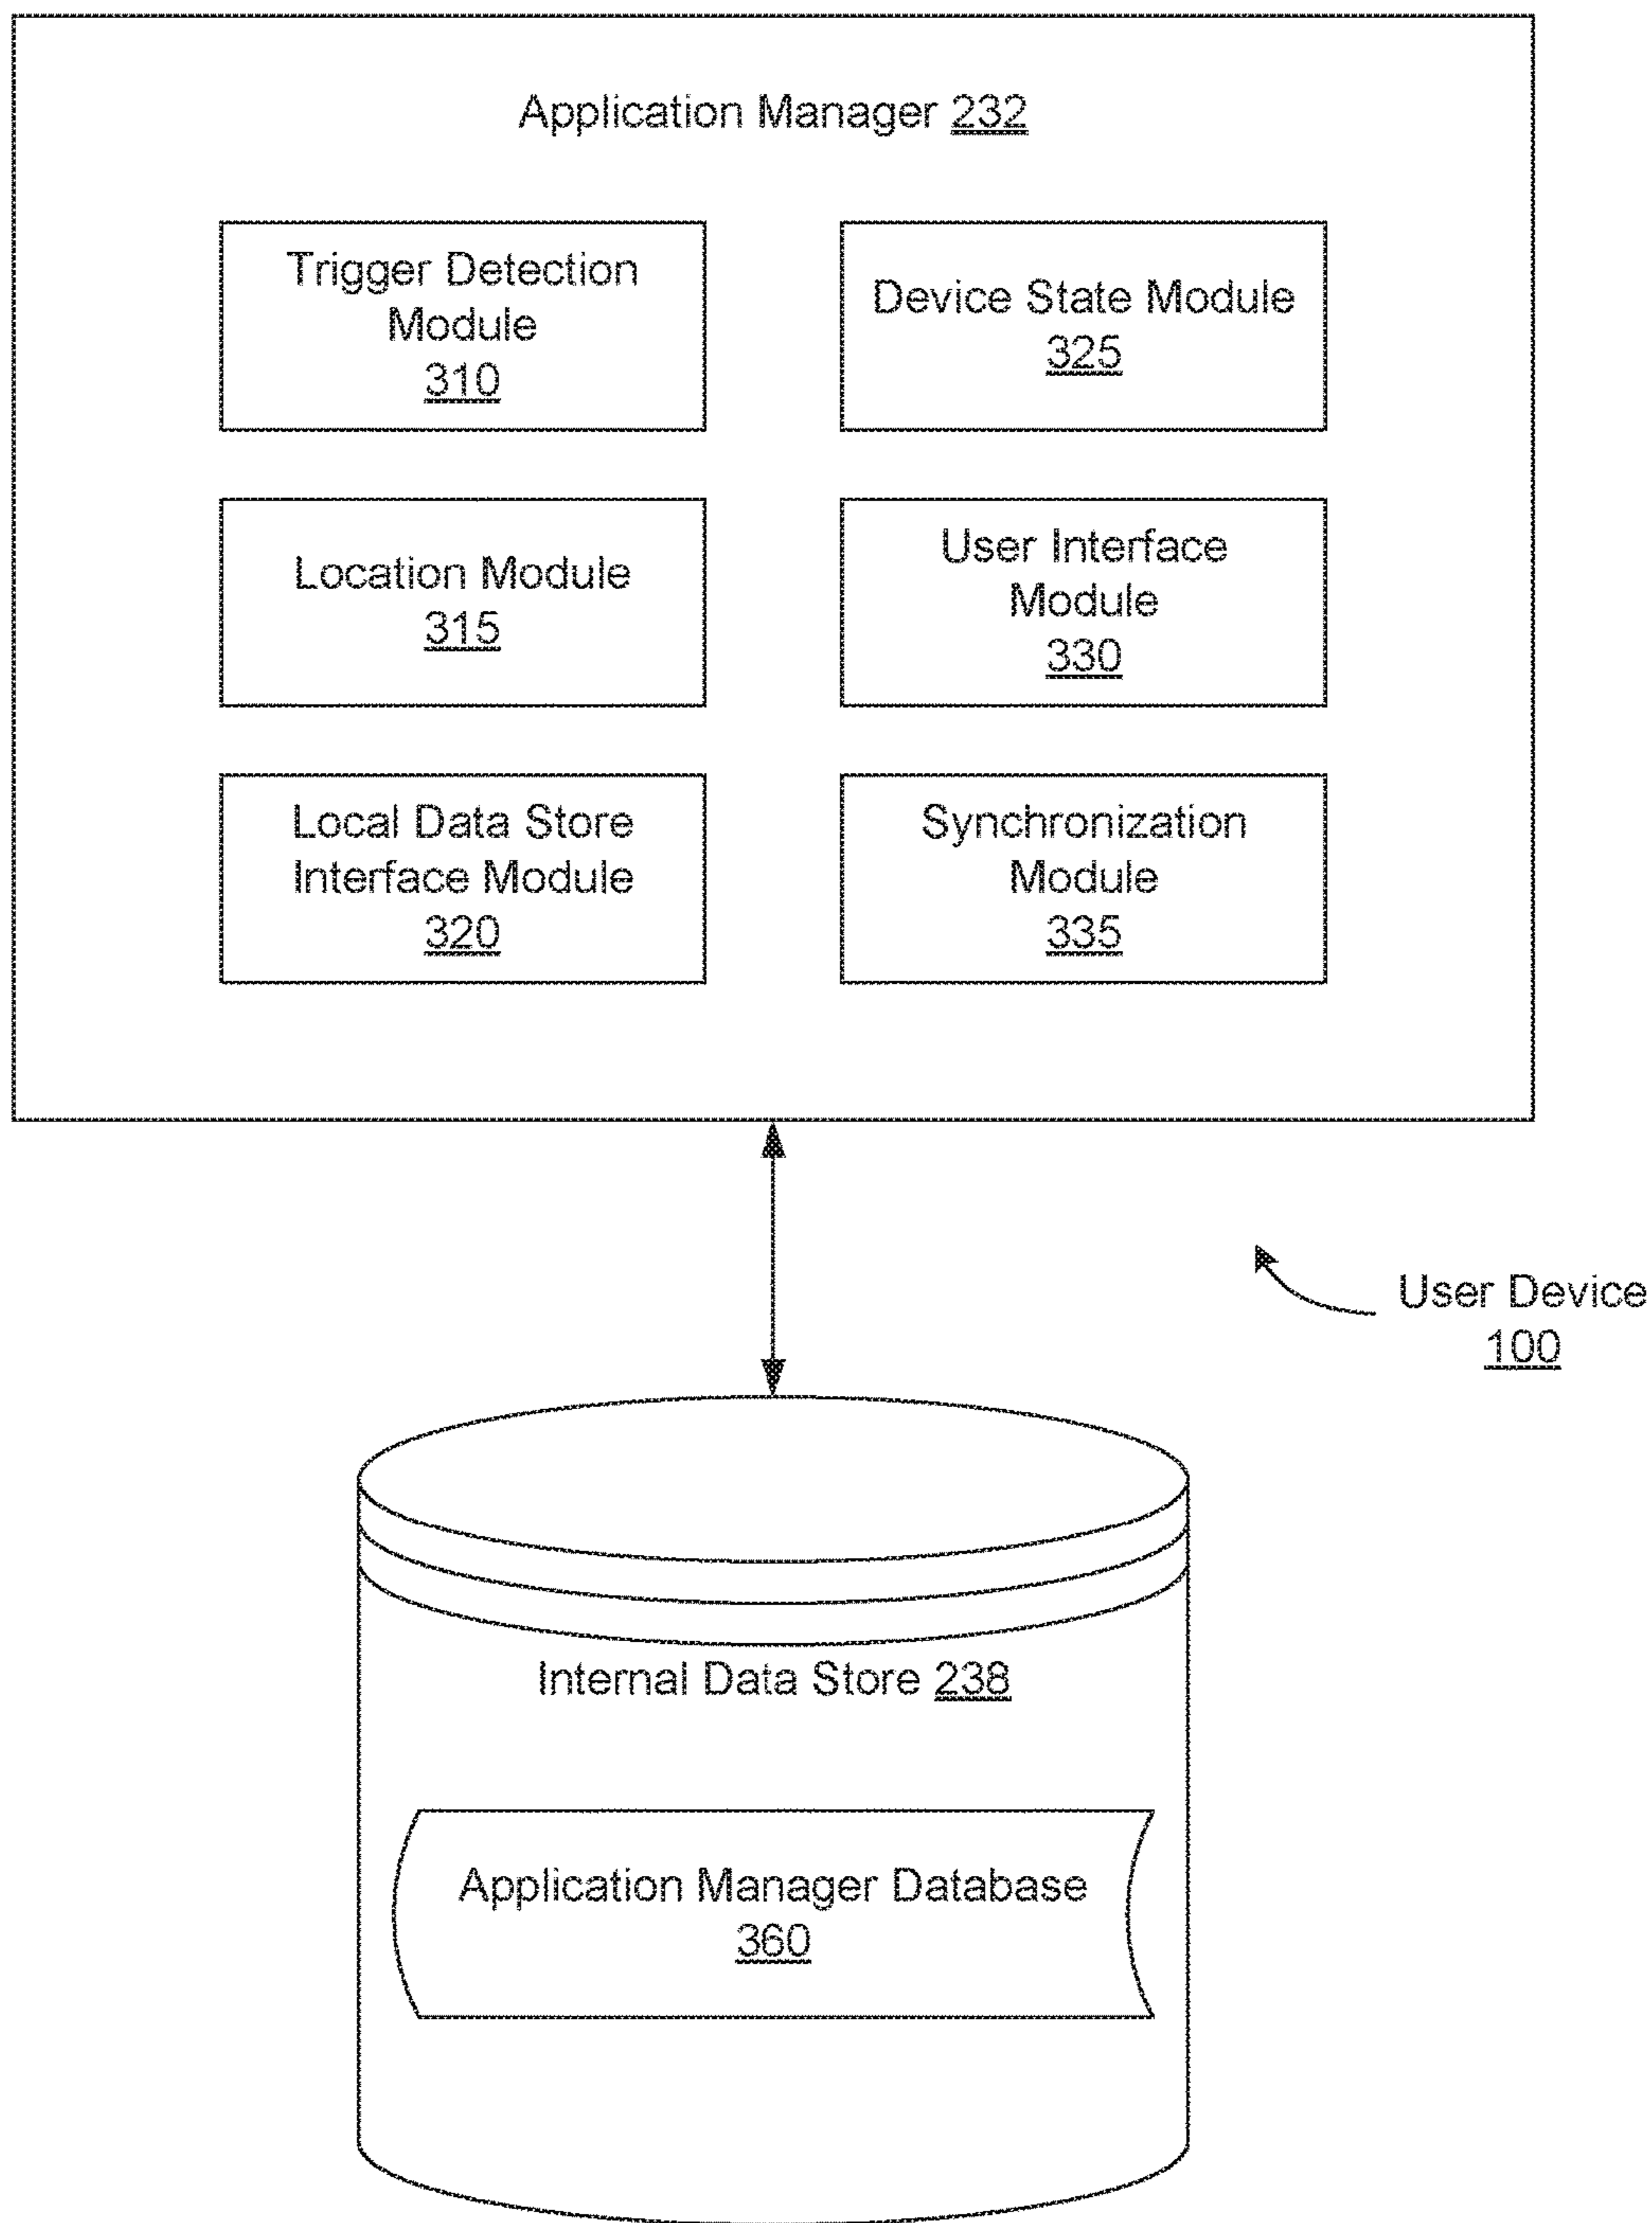 Application Manager 232
Trigger Detection
Module
310
Device State Module
325
Location Module
315
User Interface
Module
330
Local Data Store
Interface Module
320
Synchronization
Module
335
User Device
100
Internal Data Store 238
Application Manager Database
360